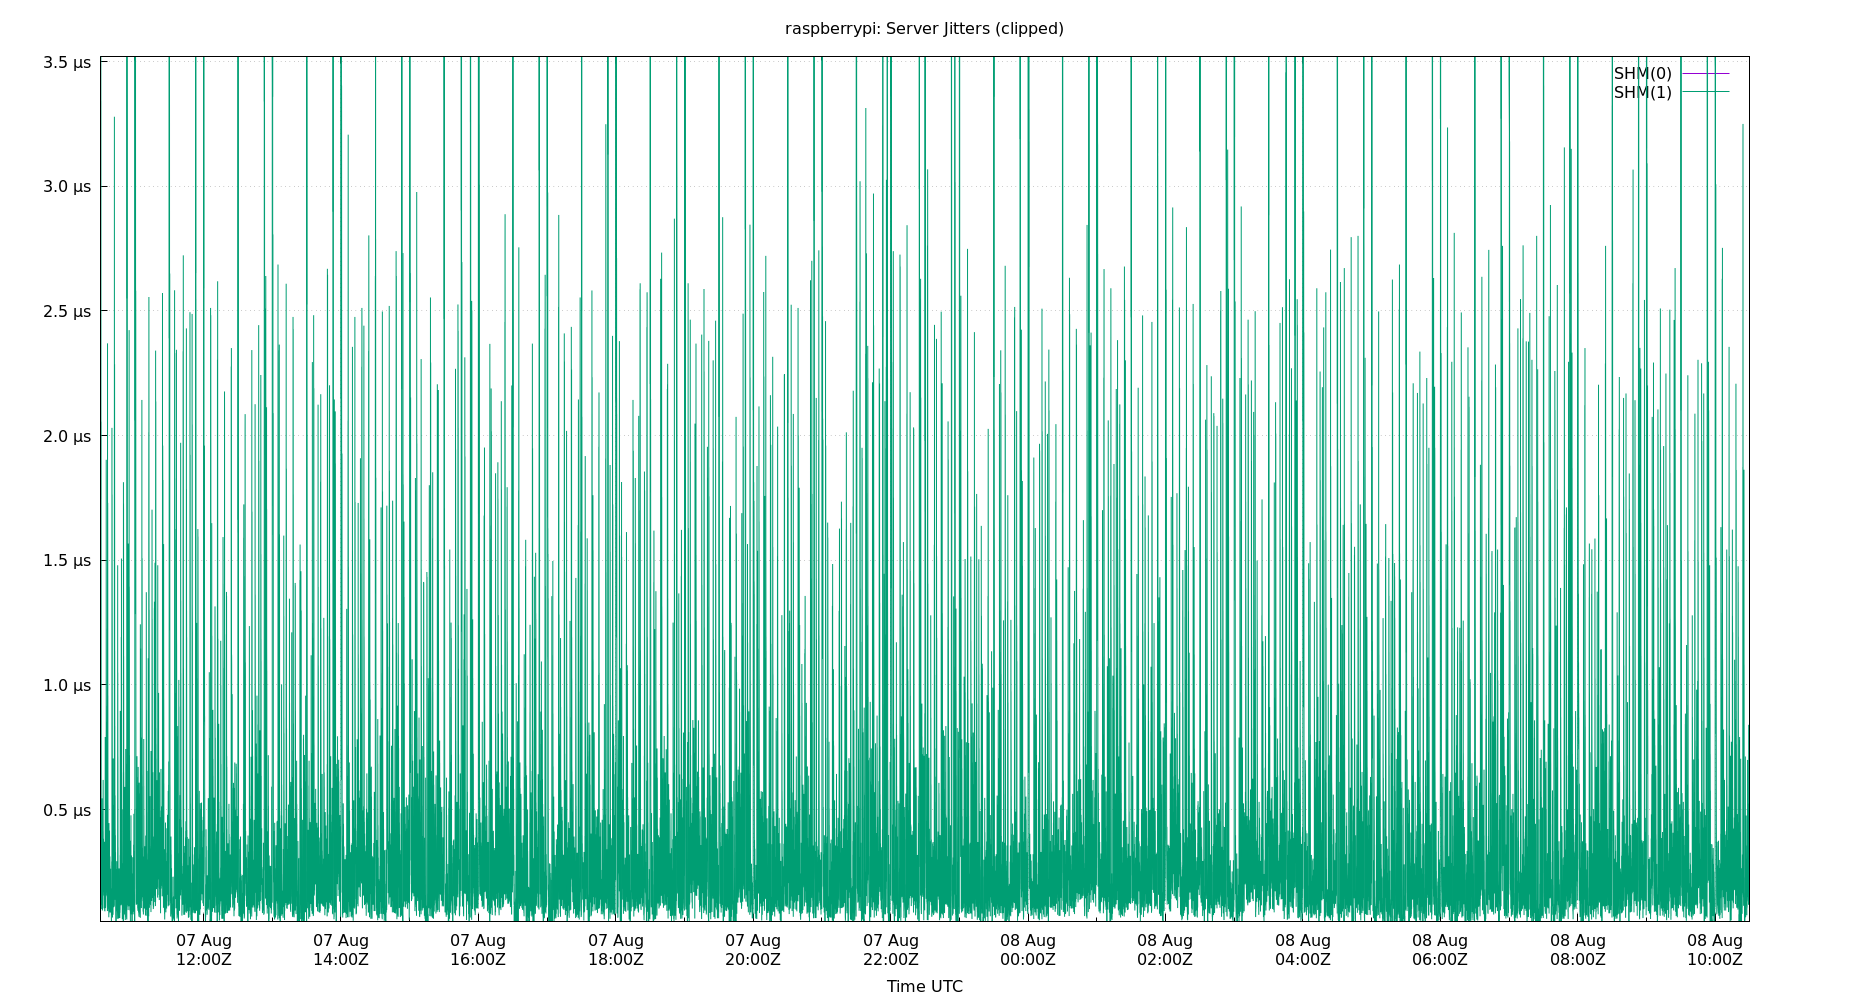 raspberrypi: Server Jitters (clipped)
3.5 µs
3.0 µs
2.5 µs
2.0 µs
1.5 µs
1.0 µs
0.5 µs
SHM(0)
SHM(1)
07 Aug 07 Aug 07 Aug 07 Aug 07 Aug 07 Aug 08 Aug 08 Aug 08 Aug 08 Aug 08 Aug 08 Aug
12:00Z 14:00Z 16:00Z 18:00Z 20:00Z 22:00Z 00:00Z 02:00Z 04:00Z 06:00Z 08:00Z 10:00Z
Time UTC